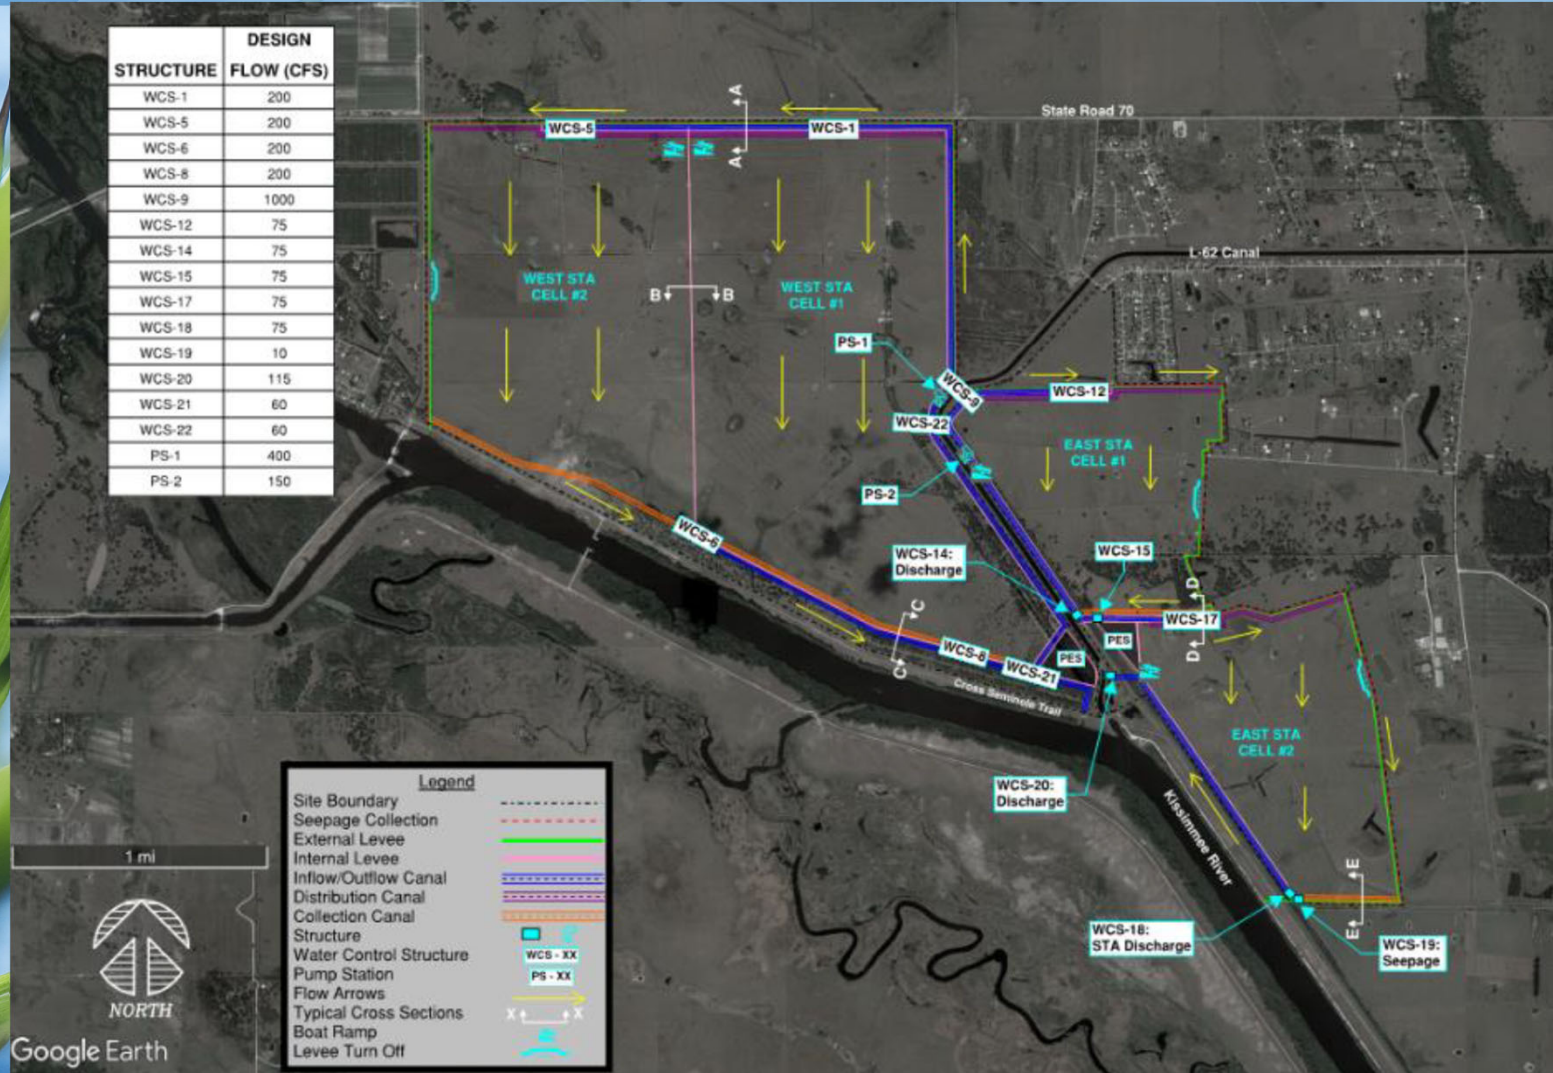 STRUCTURE DESIGN FLOW (CFS)
WCS-1 200
WCS-5 200
WCS-6 200
WCS-8 200
WCS-9 1000
WCS-12 75
WCS-14 75
WCS-15 75
WCS-17 75
WCS-18 75
WCS-19 10
WCS-20 115
WCS-21 60
WCS-22 60
PS-1 400
PS-2 150
A
State Road 70
WCS-5
WCS-1
A
L-62 Canal
WEST STA
CELL #2
WEST STA
CELL #1
B B
PS-1
WCS-9
WCS-12
WCS-22
EAST STA
CELL #1
PS-2
WCS-6
WCS-14:
Discharge
WCS-15
D
C
WCS-17
PES
PES
D
WCS-8
WCS-21
C
Cross Seminole Trail
EAST STA
CELL #2
WCS-20:
Discharge
Kissimmee River
E
E
WCS-18:
STA Discharge
WCS-19:
Seepage
Legend
Site Boundary
Seepage Collection
External Levee
Internal Levee
Inflow/Outflow Canal
Distribution Canal
Collection Canal
Structure
Water Control Structure WCS - XX
Pump Station PS - XX
Flow Arrows
Typical Cross Sections X X
Boat Ramp
Levee Turn Off
1 mi
NORTH
Google Earth